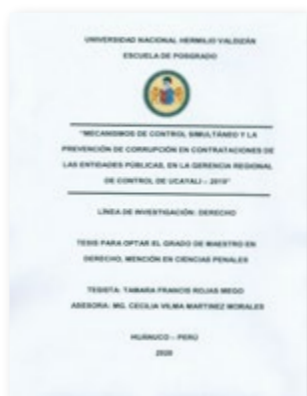 UNIVERSIDAD NACIONAL HERMILIO VALDIZÁN
ESCUELA DE POSGRADO
"MECANISMOS DE CONTROL SIMULTÁNEO Y LA
PREVENCIÓN DE CORRUPCIÓN EN CONTRATACIONES DE
LAS ENTIDADES PÚBLICAS, EN LA GERENCIA REGIONAL
DE CONTROL DE UCAYALI – 2019"
LÍNEA DE INVESTIGACIÓN: DERECHO
TESIS PARA OPTAR EL GRADO DE MAESTRO EN
DERECHO, MENCIÓN EN CIENCIAS PENALES
TESISTA: TAMARA FRANCIS ROJAS MEGO
ASESORA: MG. CECILIA VILMA MARTINEZ MORALES
HUÁNUCO – PERÚ
2020